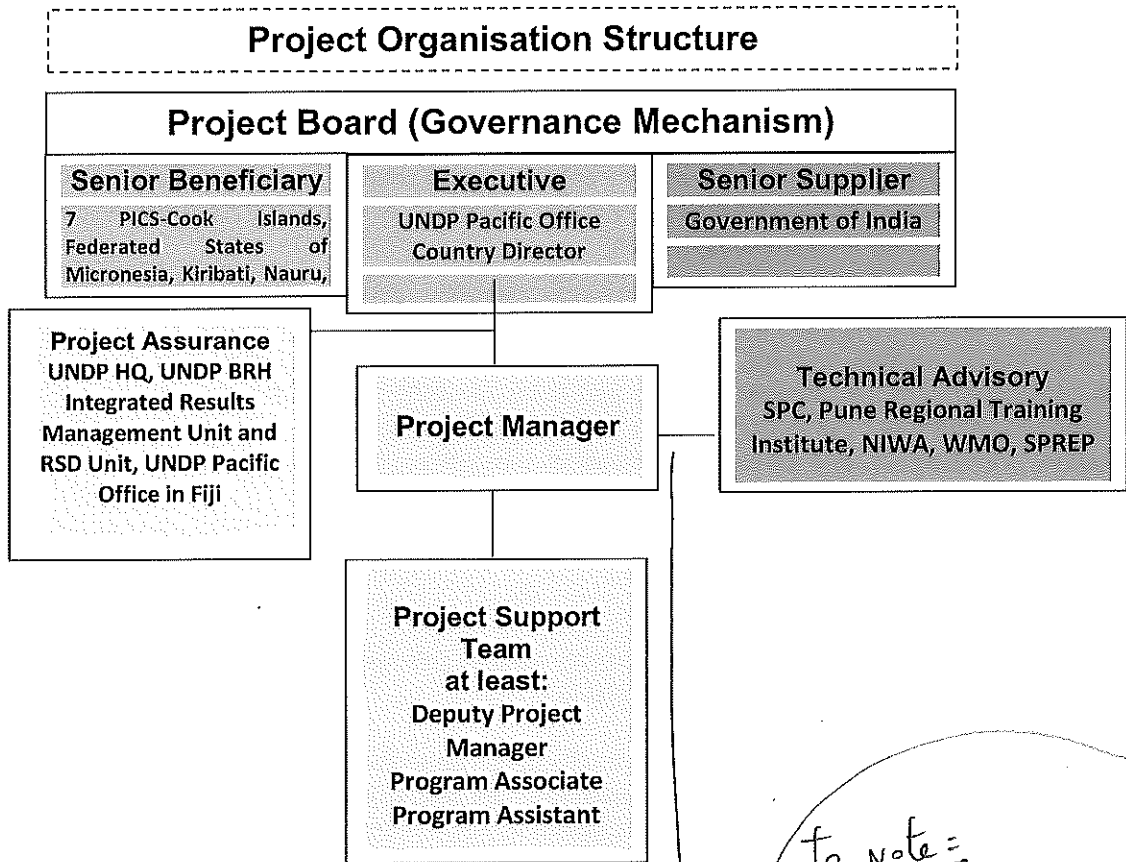 Project Organisation Structure
Project Board (Governance Mechanism)
Senior Beneficiary
7 PICS-Cook Islands,
Federated States of
Micronesia, Kiribati, Nauru,
Executive
UNDP Pacific Office
Country Director
Senior Supplier
Government of India
Project Assurance
UNDP HQ, UNDP BRH
Integrated Results
Management Unit and
RSD Unit, UNDP Pacific
Office in Fiji
Project Manager
Technical Advisory
SPC, Pune Regional Training
Institute, NIWA, WMO, SPREP
Project Support
Team
at least:
Deputy Project
Manager
Program Associate
Program Assistant
to note =